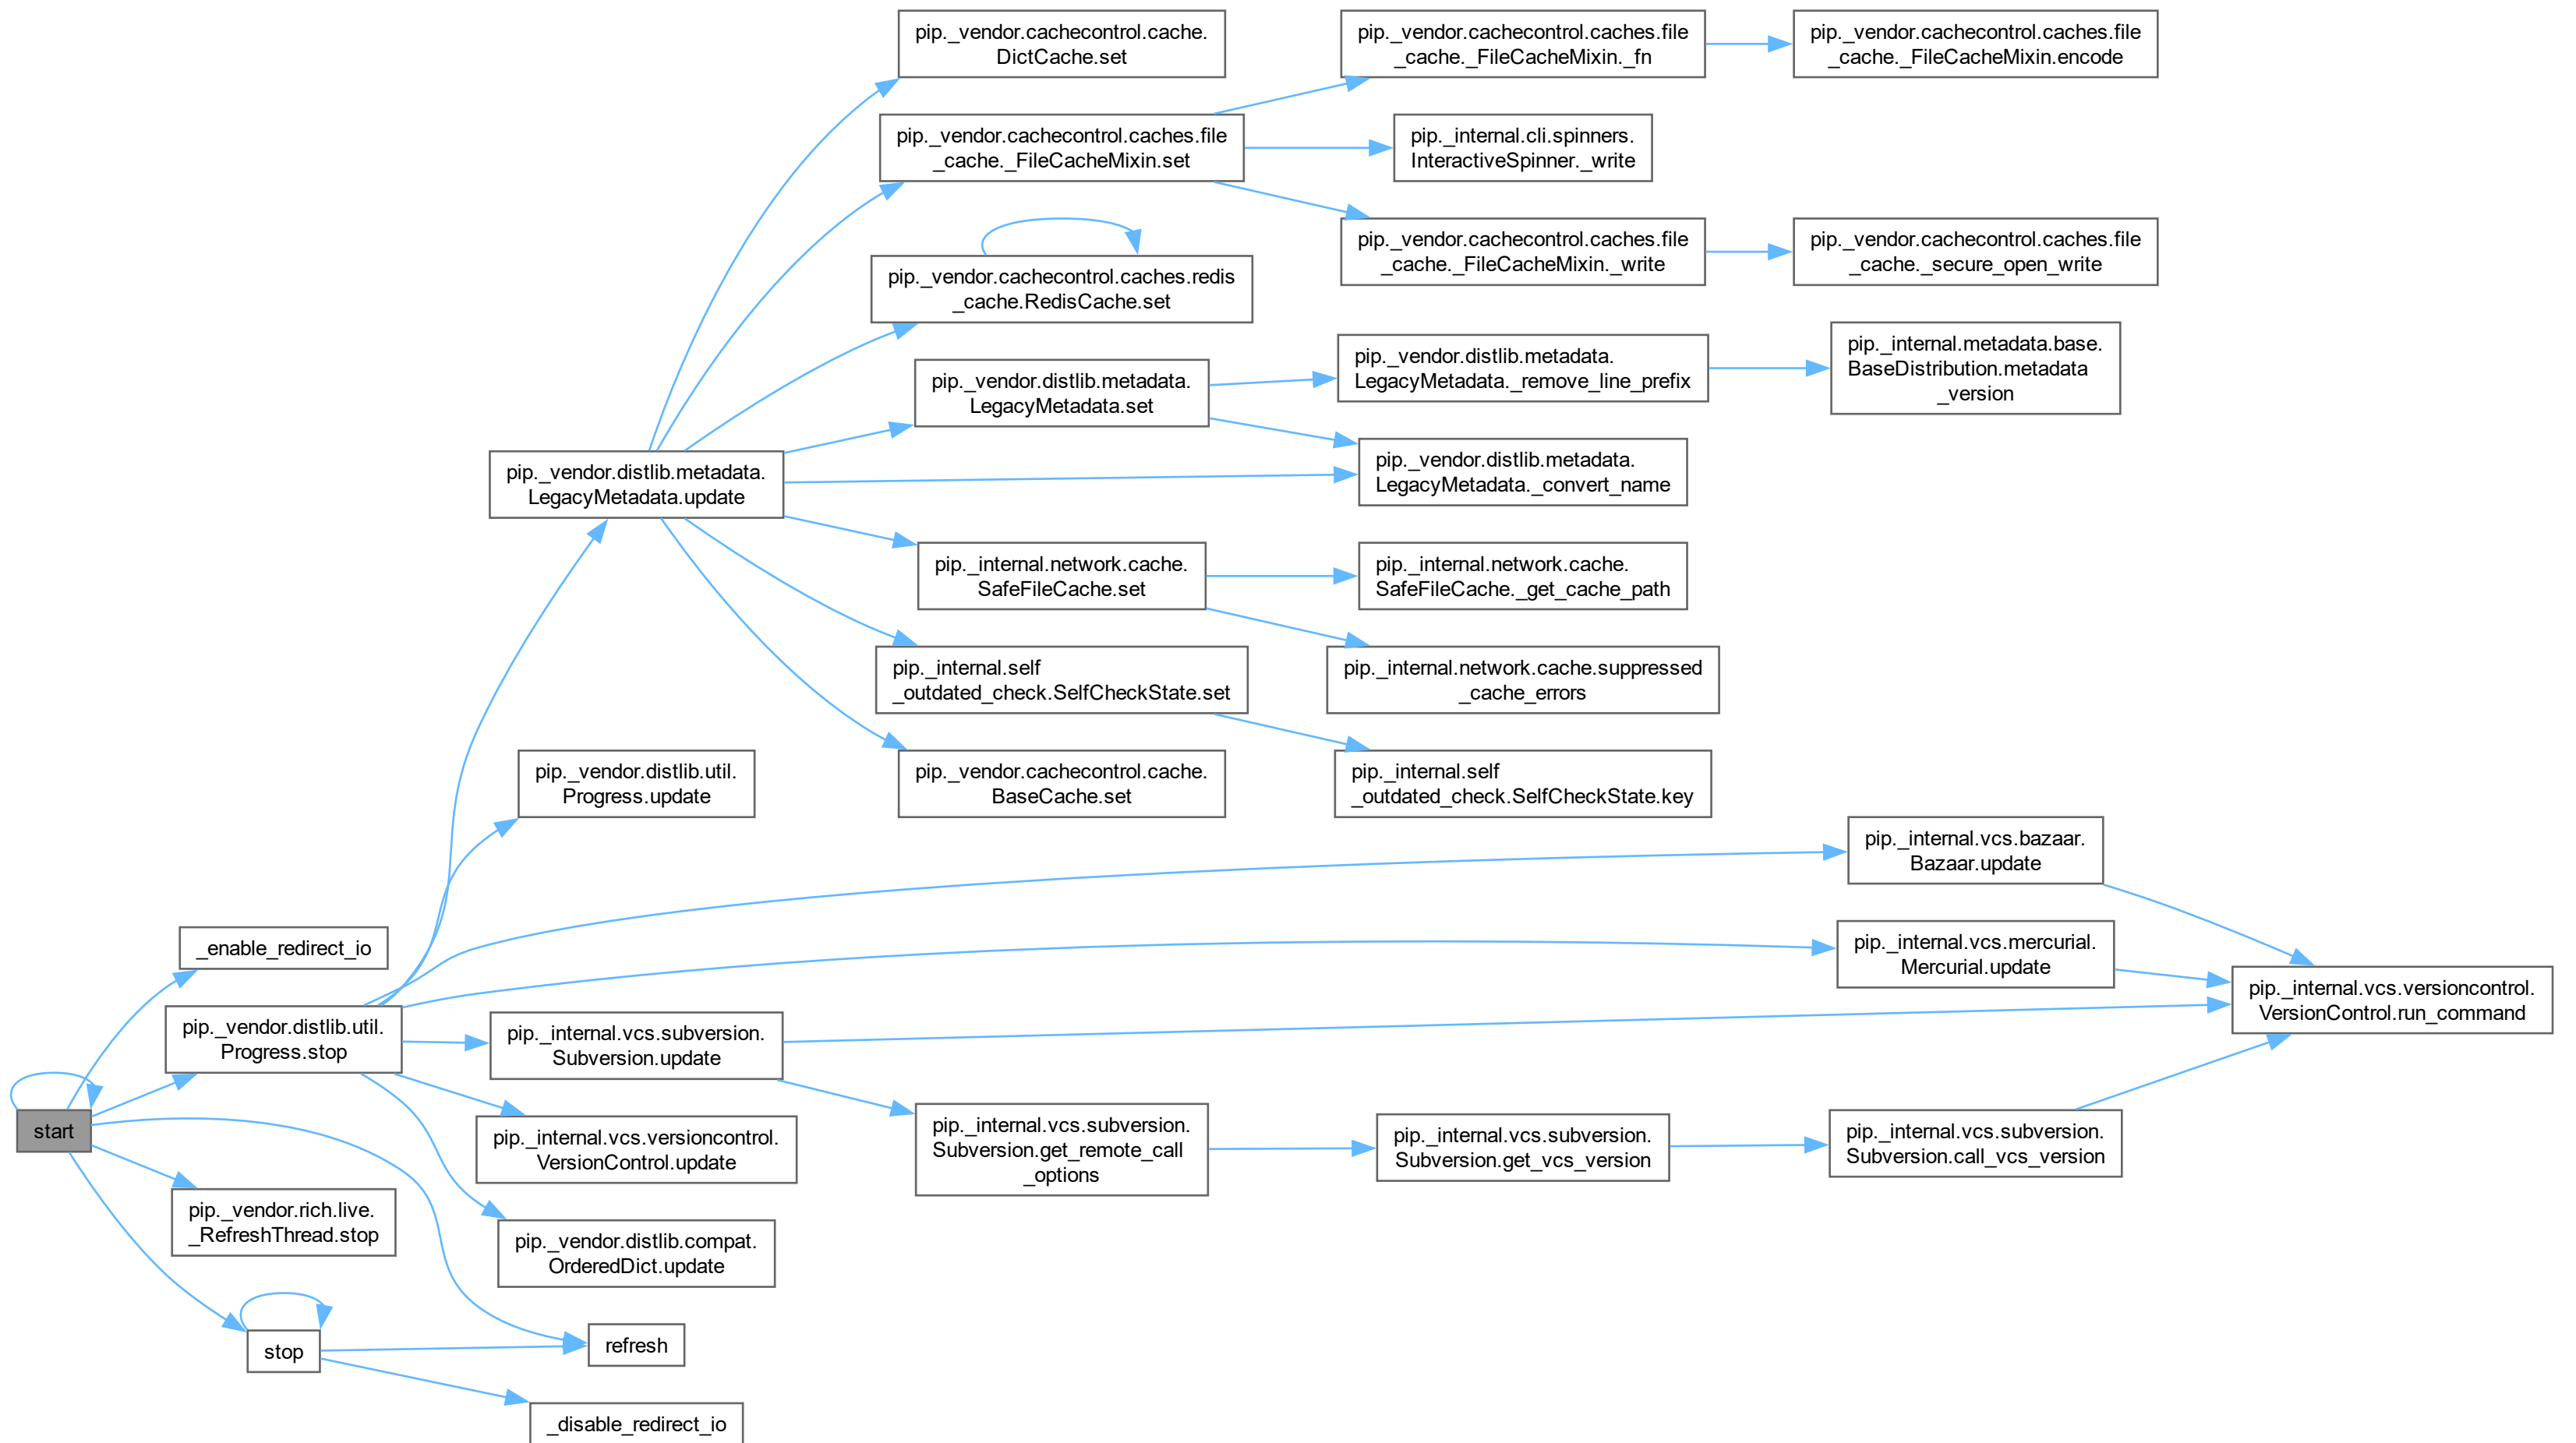 pip._vendor.cachecontrol.cache.
DictCache.set
pip._vendor.cachecontrol.caches.file
_cache._FileCacheMixin._fn
pip._vendor.cachecontrol.caches.file
_cache._FileCacheMixin.encode
pip._vendor.cachecontrol.caches.file
_cache._FileCacheMixin.set
pip._internal.cli.spinners.
InteractiveSpinner._write
pip._vendor.cachecontrol.caches.file
_cache._FileCacheMixin._write
pip._vendor.cachecontrol.caches.file
_cache._secure_open_write
pip._vendor.cachecontrol.caches.redis
_cache.RedisCache.set
pip._vendor.distlib.metadata.
LegacyMetadata.set
pip._vendor.distlib.metadata.
LegacyMetadata._remove_line_prefix
pip._internal.metadata.base.
BaseDistribution.metadata
_version
pip._vendor.distlib.metadata.
LegacyMetadata.update
pip._vendor.distlib.metadata.
LegacyMetadata._convert_name
pip._internal.network.cache.
SafeFileCache.set
pip._internal.network.cache.
SafeFileCache._get_cache_path
pip._internal.self
_outdated_check.SelfCheckState.set
pip._internal.network.cache.suppressed
_cache_errors
pip._vendor.distlib.util.
Progress.update
pip._vendor.cachecontrol.cache.
BaseCache.set
pip._internal.self
_outdated_check.SelfCheckState.key
pip._internal.vcs.bazaar.
Bazaar.update
_enable_redirect_io
pip._internal.vcs.mercurial.
Mercurial.update
pip._internal.vcs.versioncontrol.
VersionControl.run_command
pip._vendor.distlib.util.
Progress.stop
pip._internal.vcs.subversion.
Subversion.update
start
pip._internal.vcs.versioncontrol.
VersionControl.update
pip._internal.vcs.subversion.
Subversion.get_remote_call
_options
pip._internal.vcs.subversion.
Subversion.get_vcs_version
pip._internal.vcs.subversion.
Subversion.call_vcs_version
pip._vendor.rich.live.
_RefreshThread.stop
pip._vendor.distlib.compat.
OrderedDict.update
stop
refresh
_disable_redirect_io